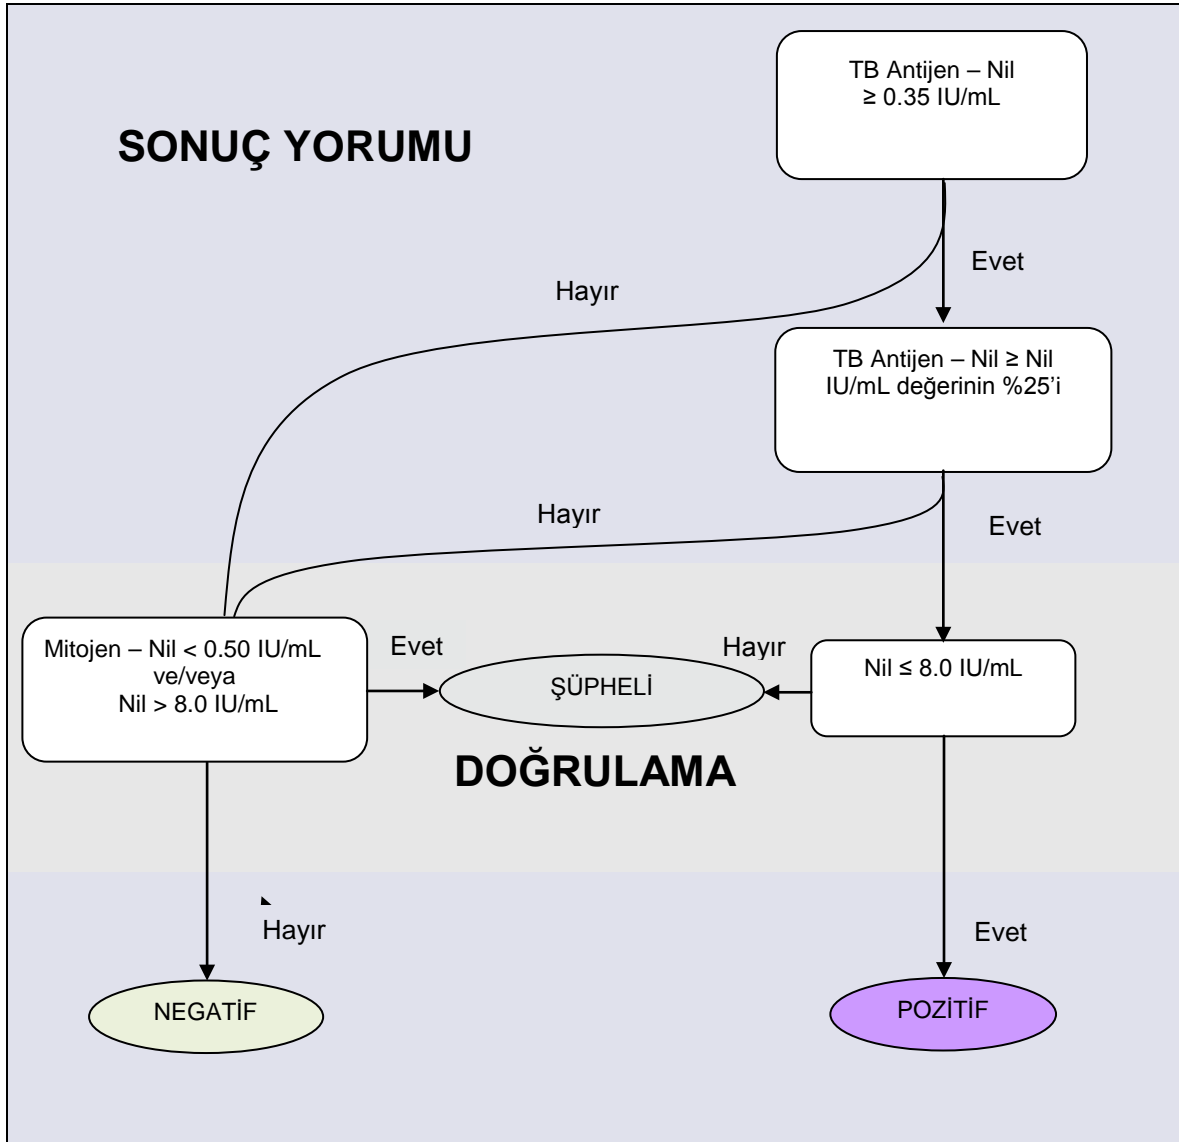 TB Antijen – Nil
≥ 0.35 IU/mL
SONUÇ YORUMU
Evet
Hayır
TB Antijen – Nil ≥ Nil
IU/mL değerinin %25’i
Hayır
Evet
Mitojen – Nil < 0.50 IU/mL
ve/veya
Nil > 8.0 IU/mL
Evet
ŞÜPHELİ
Hayır
Nil ≤ 8.0 IU/mL
DOĞRULAMA
Hayır
Evet
NEGATİF
POZİTİF